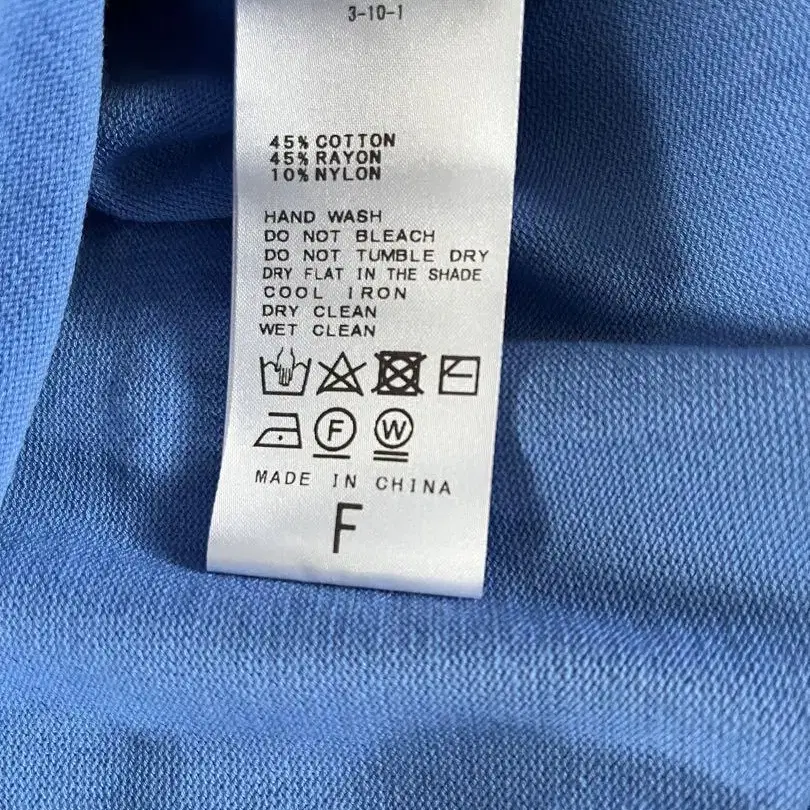 3-10-1
45% COTTON
45% RAYON
10% NYLON
HAND WASH
DO NOT BLEACH
DO NOT TUMBLE DRY
DRY FLAT IN THE SHADE
COOL IRON
DRY CLEAN
WET CLEAN
F W
MADE IN CHINA
F